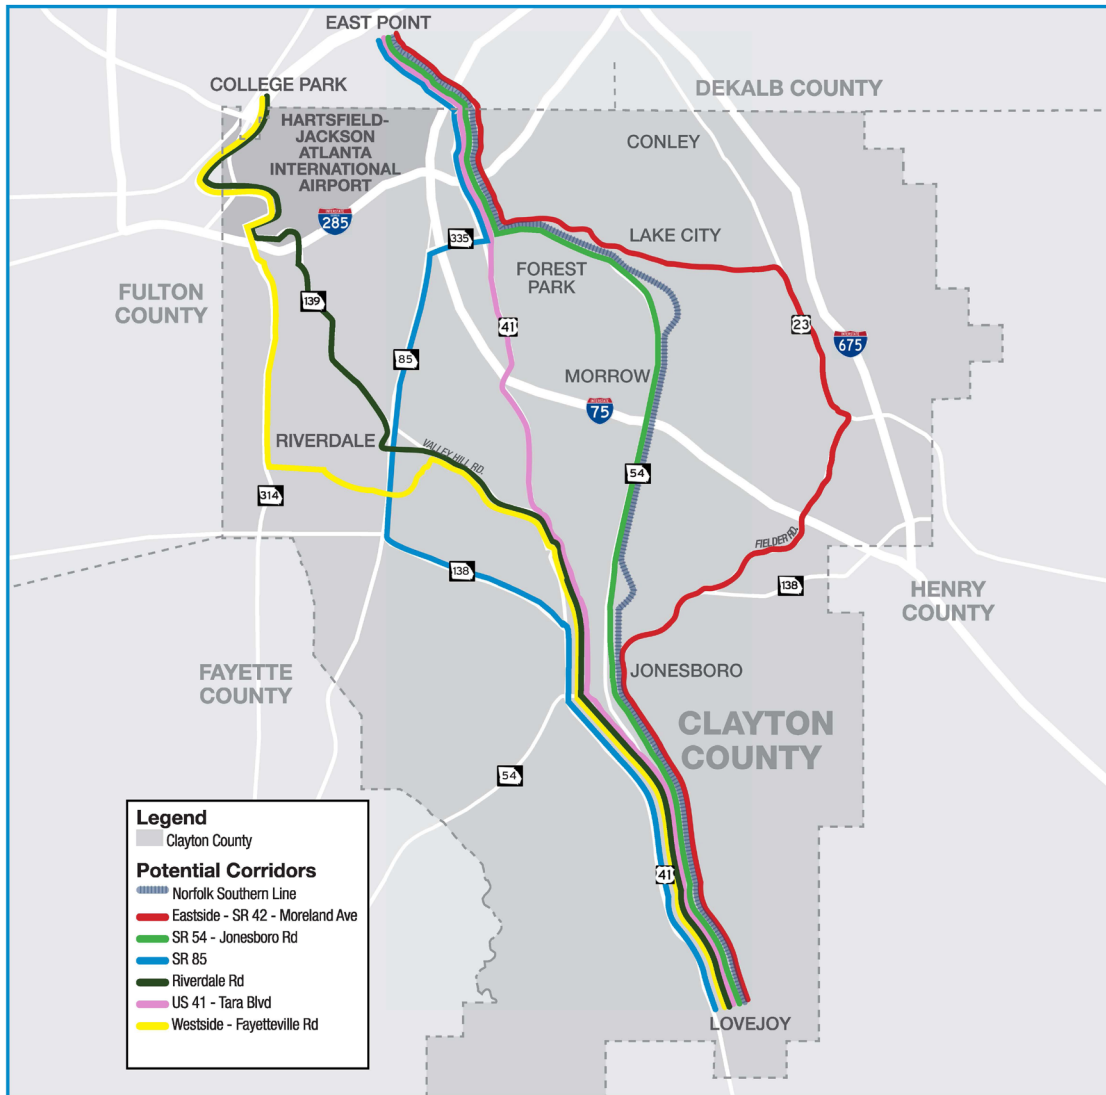 EAST POINT
COLLEGE PARK
DEKALB COUNTY
HARTSFIELD-
JACKSON
ATLANTA
INTERNATIONAL
AIRPORT
CONLEY
INTERSTATE
285
335
LAKE CITY
FOREST
PARK
FULTON
COUNTY
139
41
23
INTERSTATE
675
85
MORROW
INTERSTATE
75
RIVERDALE
VALLEY HILL RD.
54
314
FIELDER RD.
138
138
HENRY
COUNTY
FAYETTE
COUNTY
JONESBORO
CLAYTON
COUNTY
54
41
LOVEJOY
Legend
Clayton County
Potential Corridors
Norfolk Southern Line
Eastside - SR 42 - Moreland Ave
SR 54 - Jonesboro Rd
SR 85
Riverdale Rd
US 41 - Tara Blvd
Westside - Fayetteville Rd